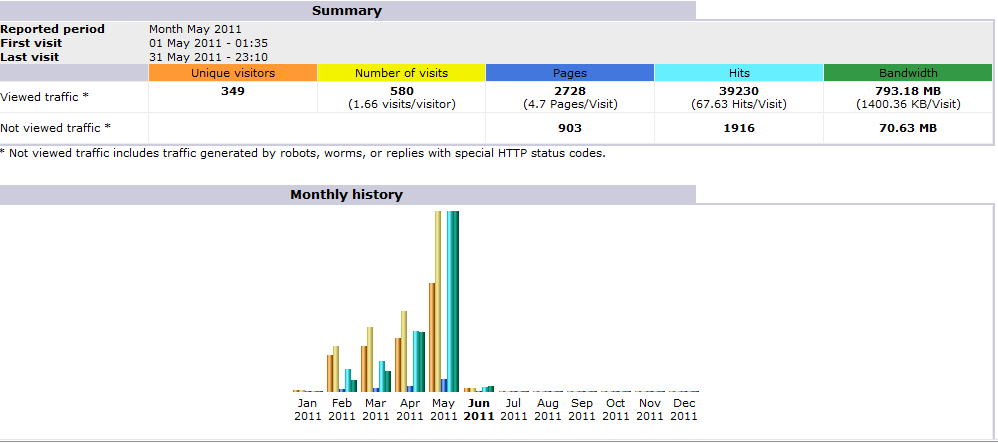 Summary
Reported period Month May 2011
First visit 01 May 2011 - 01:35
Last visit 31 May 2011 - 23:10
Unique visitors Number of visits Pages Hits Bandwidth
Viewed traffic * 349 580 2728 39230 793.18 MB
(1.66 visits/visitor) (4.7 Pages/Visit) (67.63 Hits/Visit) (1400.36 KB/Visit)
Not viewed traffic * 903 1916 70.63 MB
* Not viewed traffic includes traffic generated by robots, worms, or replies with special HTTP status codes.
Monthly history
Jan Feb Mar Apr May Jun Jul Aug Sep Oct Nov Dec
2011 2011 2011 2011 2011 2011 2011 2011 2011 2011 2011 2011